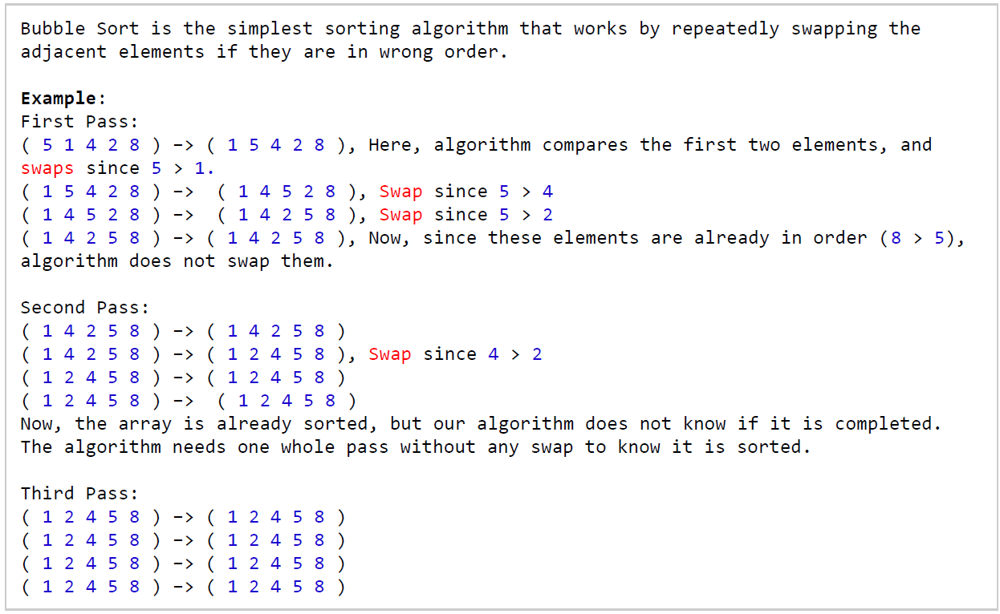 Bubble Sort is the simplest sorting algorithm that works by repeatedly swapping the
adjacent elements if they are in wrong order.
Example:
First Pass:
( 5 1 4 2 8 ) -> ( 1 5 4 2 8 ), Here, algorithm compares the first two elements, and
swaps since 5 > 1.
( 1 5 4 2 8 ) ->  ( 1 4 5 2 8 ), Swap since 5 > 4
( 1 4 5 2 8 ) ->  ( 1 4 2 5 8 ), Swap since 5 > 2
( 1 4 2 5 8 ) -> ( 1 4 2 5 8 ), Now, since these elements are already in order (8 > 5),
algorithm does not swap them.
Second Pass:
( 1 4 2 5 8 ) -> ( 1 4 2 5 8 )
( 1 4 2 5 8 ) -> ( 1 2 4 5 8 ), Swap since 4 > 2
( 1 2 4 5 8 ) -> ( 1 2 4 5 8 )
( 1 2 4 5 8 ) ->  ( 1 2 4 5 8 )
Now, the array is already sorted, but our algorithm does not know if it is completed.
The algorithm needs one whole pass without any swap to know it is sorted.
Third Pass:
( 1 2 4 5 8 ) -> ( 1 2 4 5 8 )
( 1 2 4 5 8 ) -> ( 1 2 4 5 8 )
( 1 2 4 5 8 ) -> ( 1 2 4 5 8 )
( 1 2 4 5 8 ) -> ( 1 2 4 5 8 )